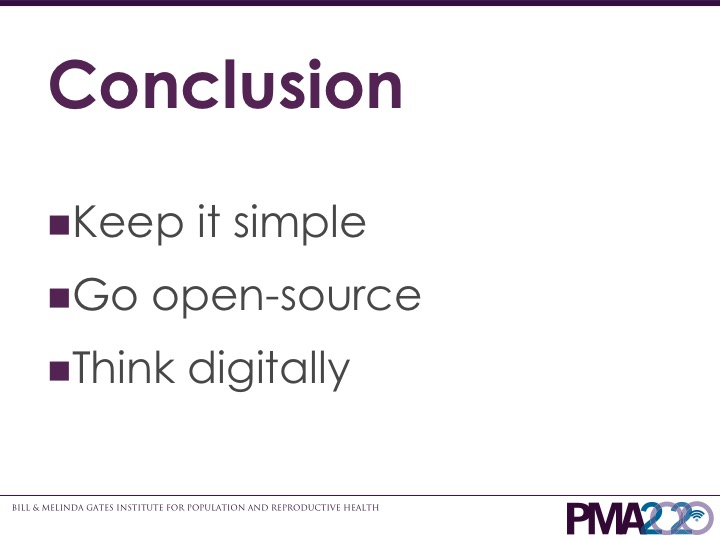 Conclusion
■Keep it simple
■Go open-source
■Think digitally
BILL & MELINDA GATES INSTITUTE FOR POPULATION AND REPRODUCTIVE HEALTH
PMA2020